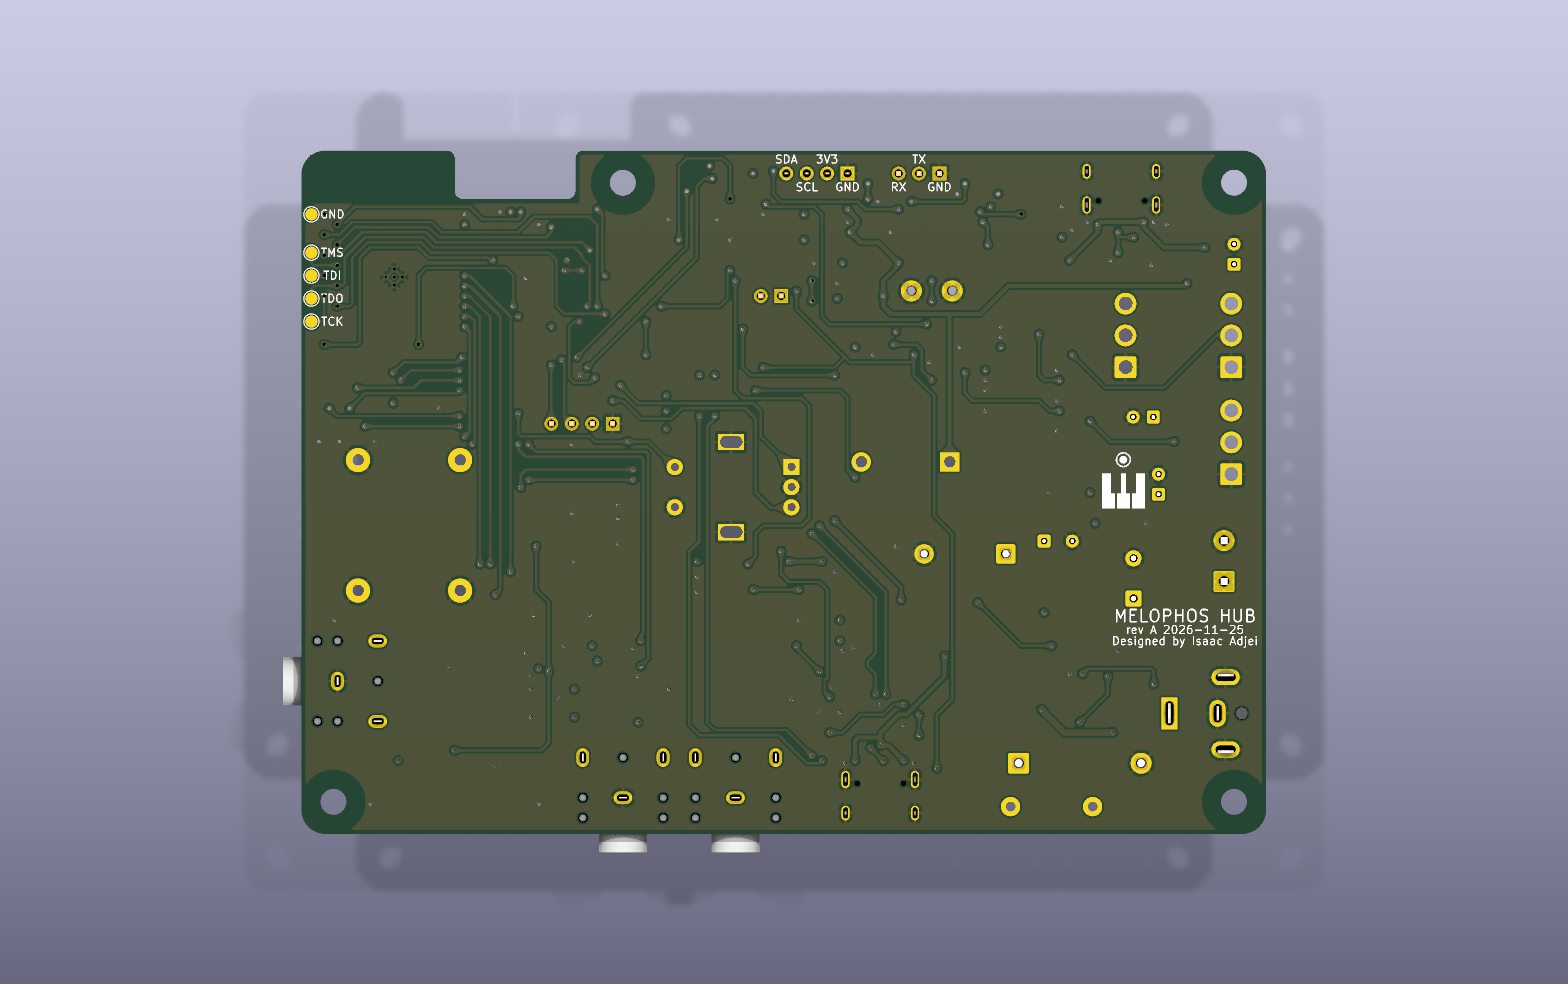 SDA 3V3 TX
SCL GND RX GND
GND
TMS
TDI
TDO
TCK
MELOPHOS HUB
rev A 2026-11-25
Designed by Isaac Adjei